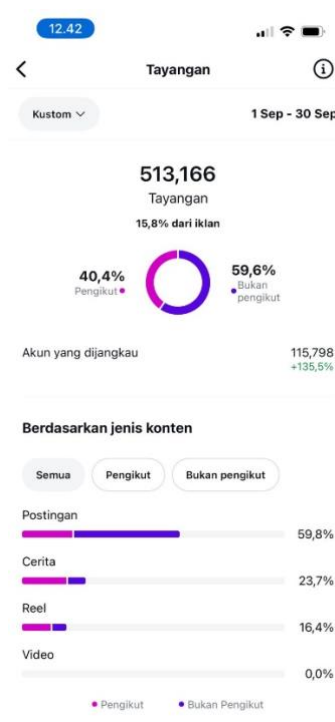 12.42
Tayangan
Kustom
1 Sep - 30 Sep
513,166
Tayangan
15,8% dari iklan
40,4%
Pengikut
59,6%
Bukan
pengikut
Akun yang dijangkau
115,798
+135,5%
Berdasarkan jenis konten
Semua
Pengikut
Bukan pengikut
Postingan
59,8%
Cerita
23,7%
Reel
16,4%
Video
0,0%
Pengikut
Bukan Pengikut